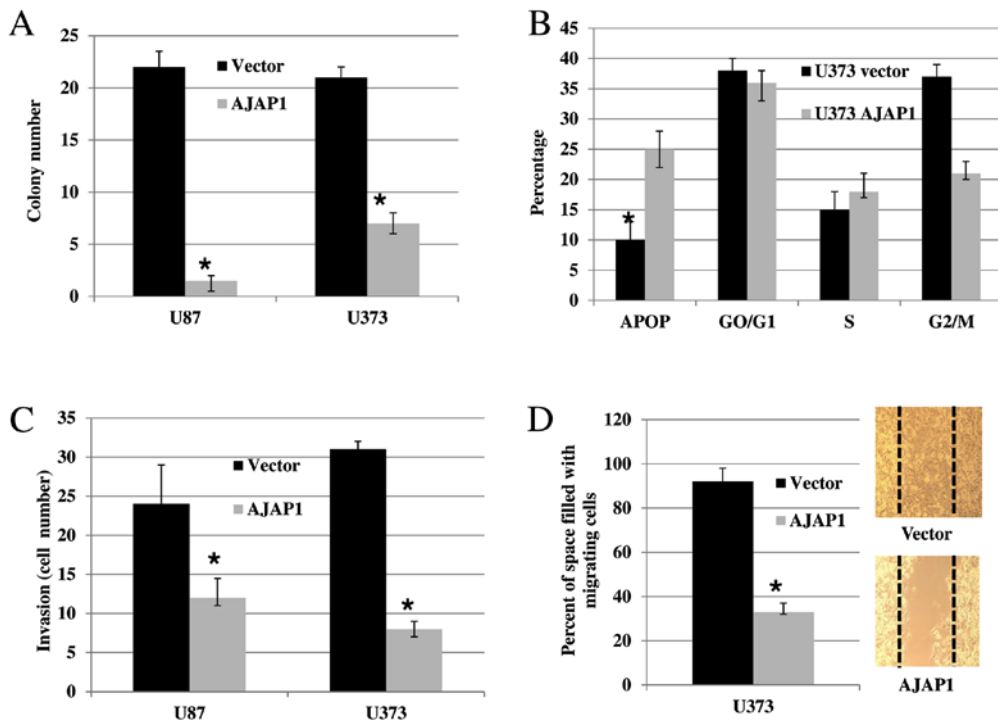 A
25
20
15
10
5
0
Colony number
Vector
AJAP1
*
*
U87
U373
B
45
40
35
30
25
20
15
10
5
0
Percentage
U373 vector
U373 AJAP1
*
APOP
GO/G1
S
G2/M
C
35
30
25
20
15
10
5
0
Invasion (cell number)
Vector
AJAP1
*
*
U87
U373
D
120
100
80
60
40
20
0
Percent of space filled with
migrating cells
Vector
AJAP1
*
U373
Vector
AJAP1